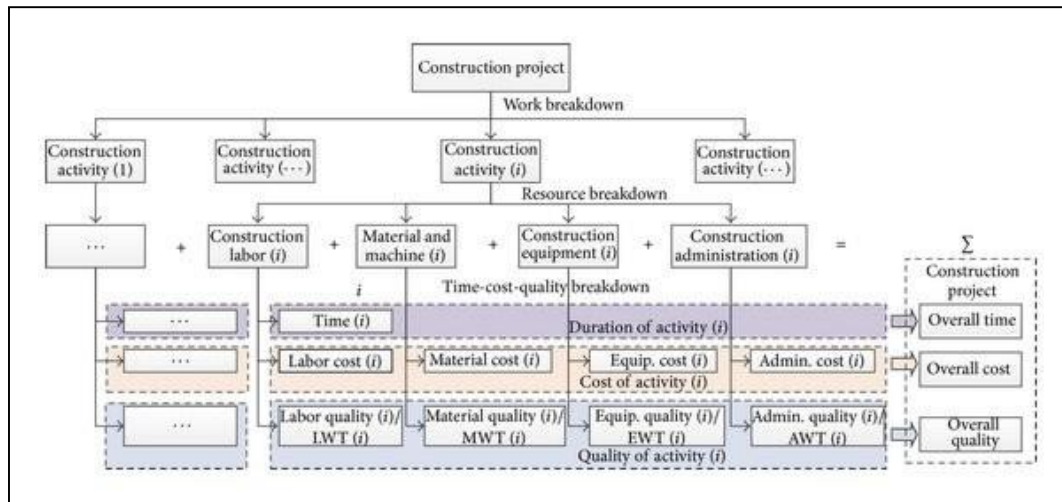 Construction project
Work breakdown
Construction
activity (1)
Construction
activity (⋯)
Construction
activity (i)
Construction
activity (⋯)
Resource breakdown
⋯
+
Construction
labor (i)
+
Material and
machine (i)
+
Construction
equipment (i)
+
Construction
administration (i)
=
∑
Construction
project
i
Time-cost-quality breakdown
⋯
Time (i)
Duration of activity (i)
Overall time
⋯
Labor cost (i)
Material cost (i)
Equip. cost (i)
Admin. cost (i)
Cost of activity (i)
Overall cost
⋯
Labor quality (i)/
LWT (i)
Material quality (i)/
MWT (i)
Equip. quality (i)/
EWT (i)
Admin. quality (i)/
AWT (i)
Quality of activity (i)
Overall
quality